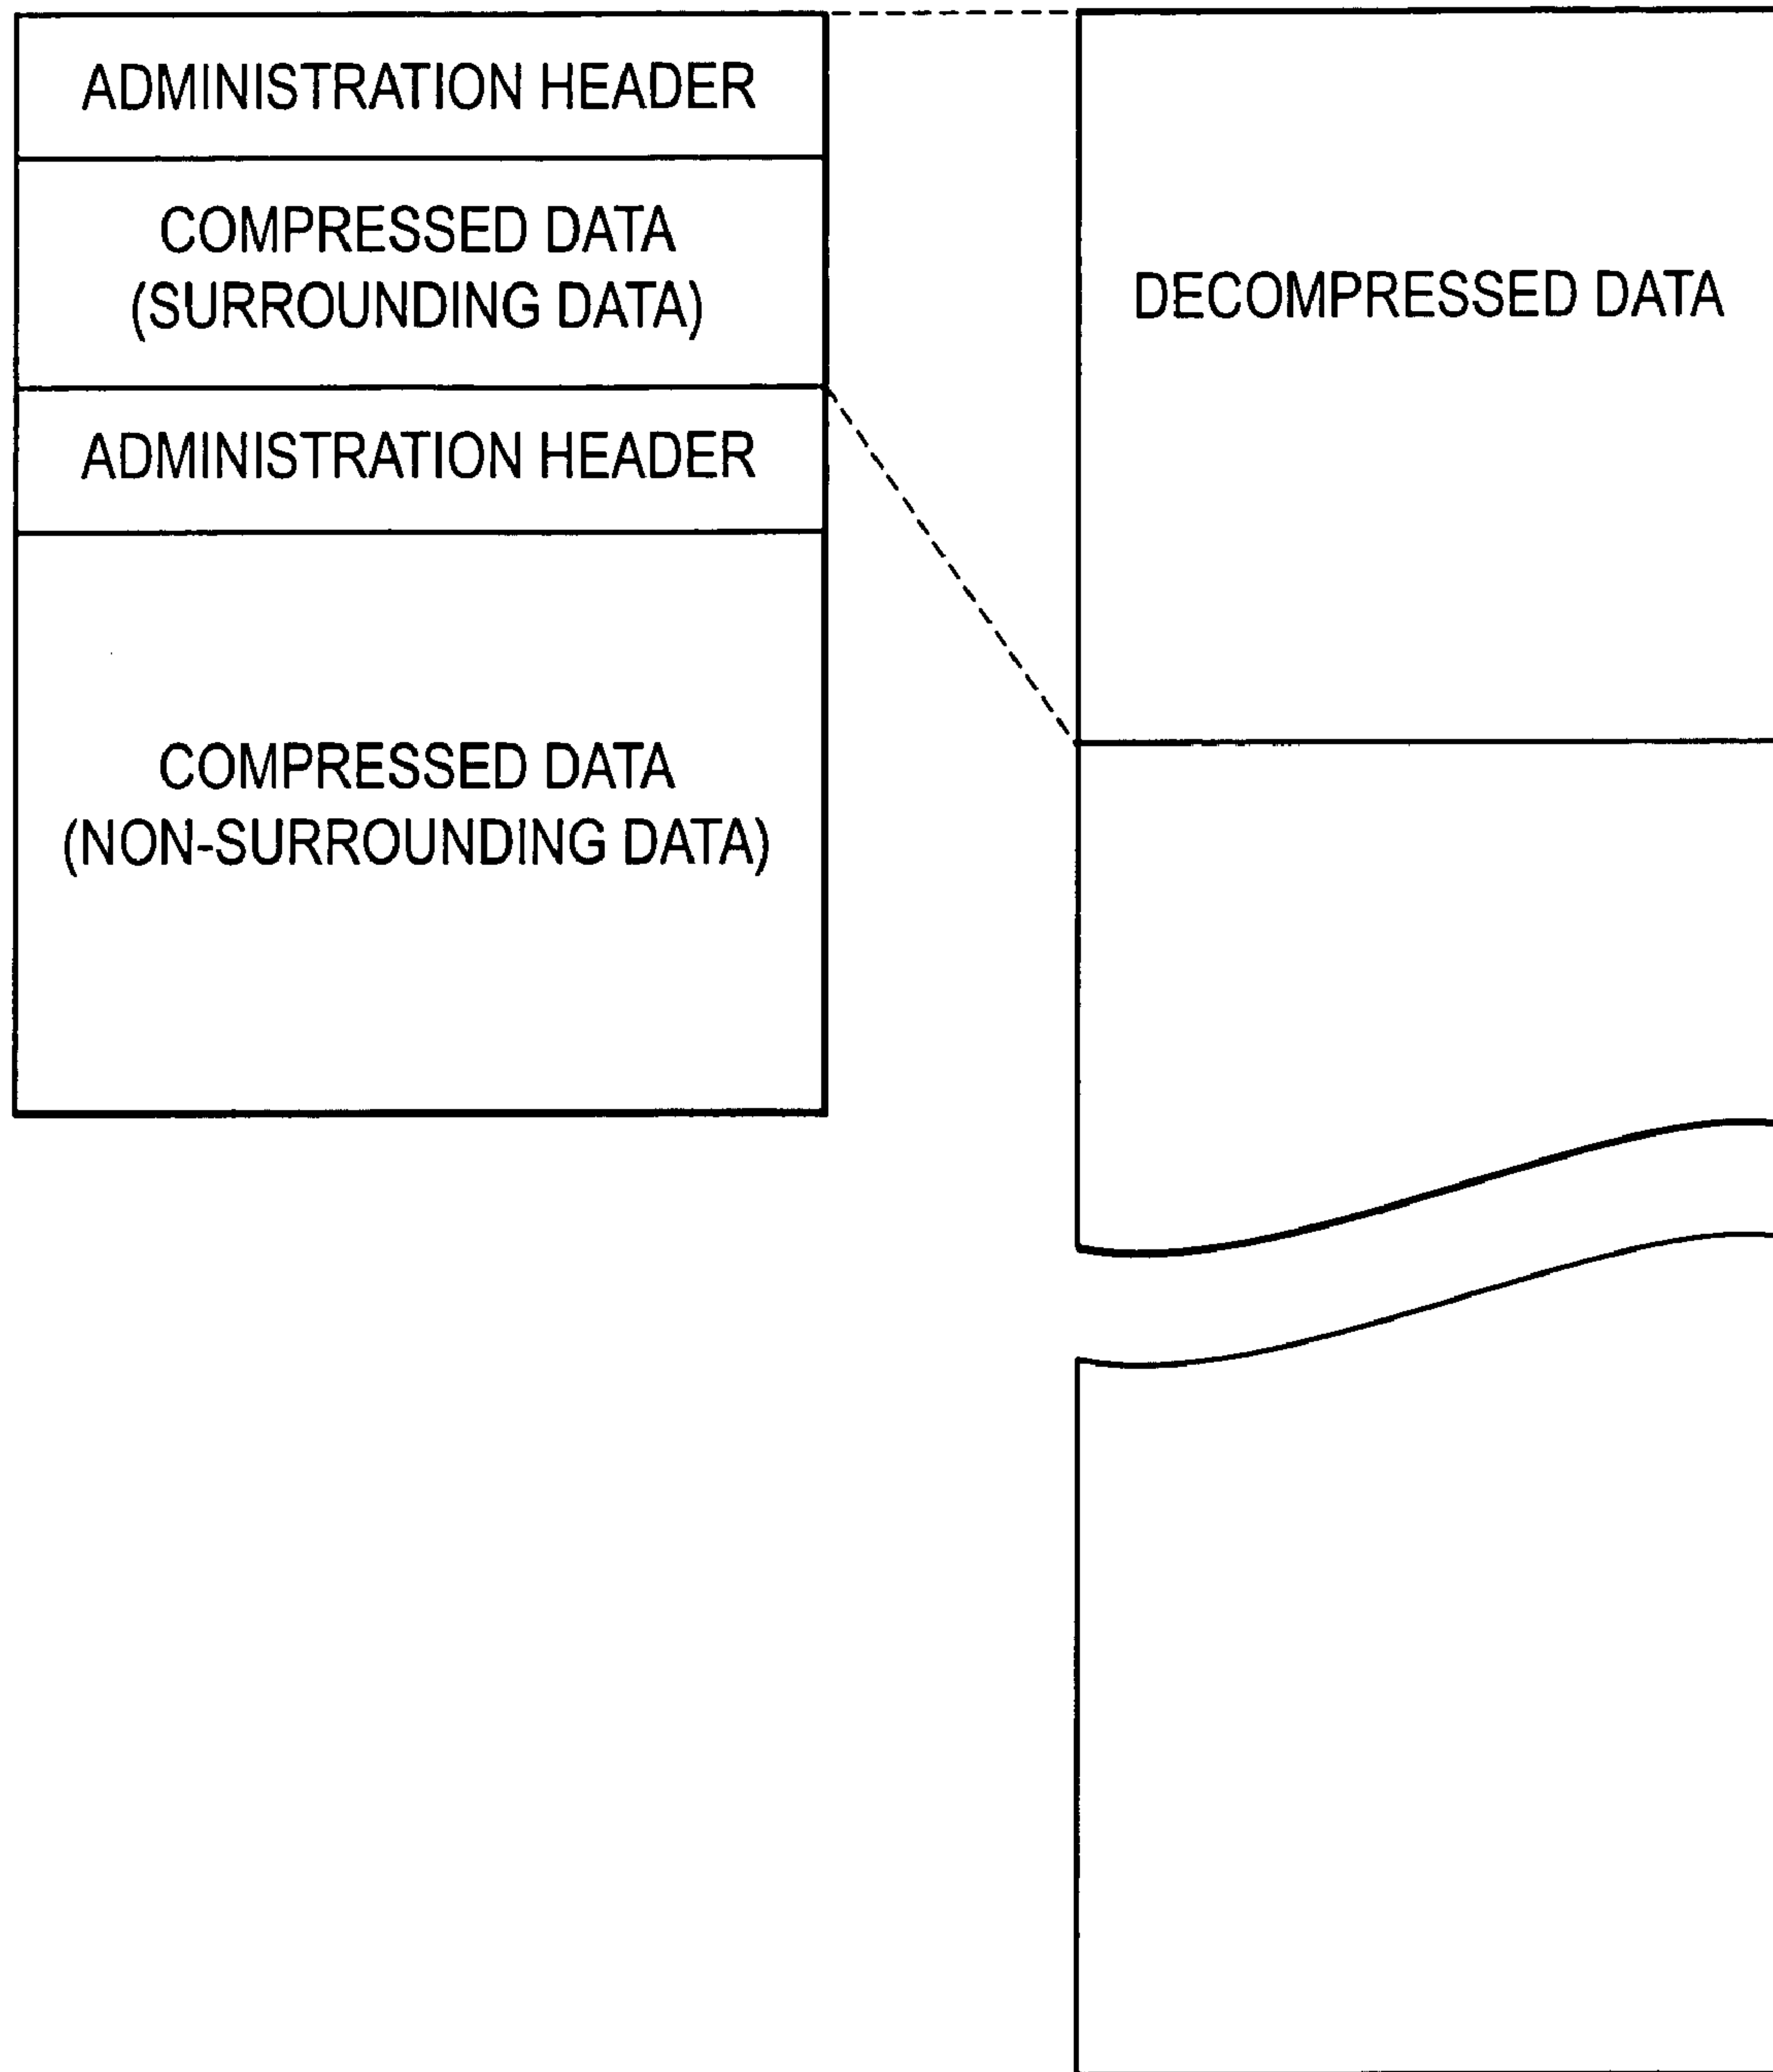 ADMINISTRATION HEADER
COMPRESSED DATA
(SURROUNDING DATA)
ADMINISTRATION HEADER
COMPRESSED DATA
(NON-SURROUNDING DATA)
DECOMPRESSED DATA